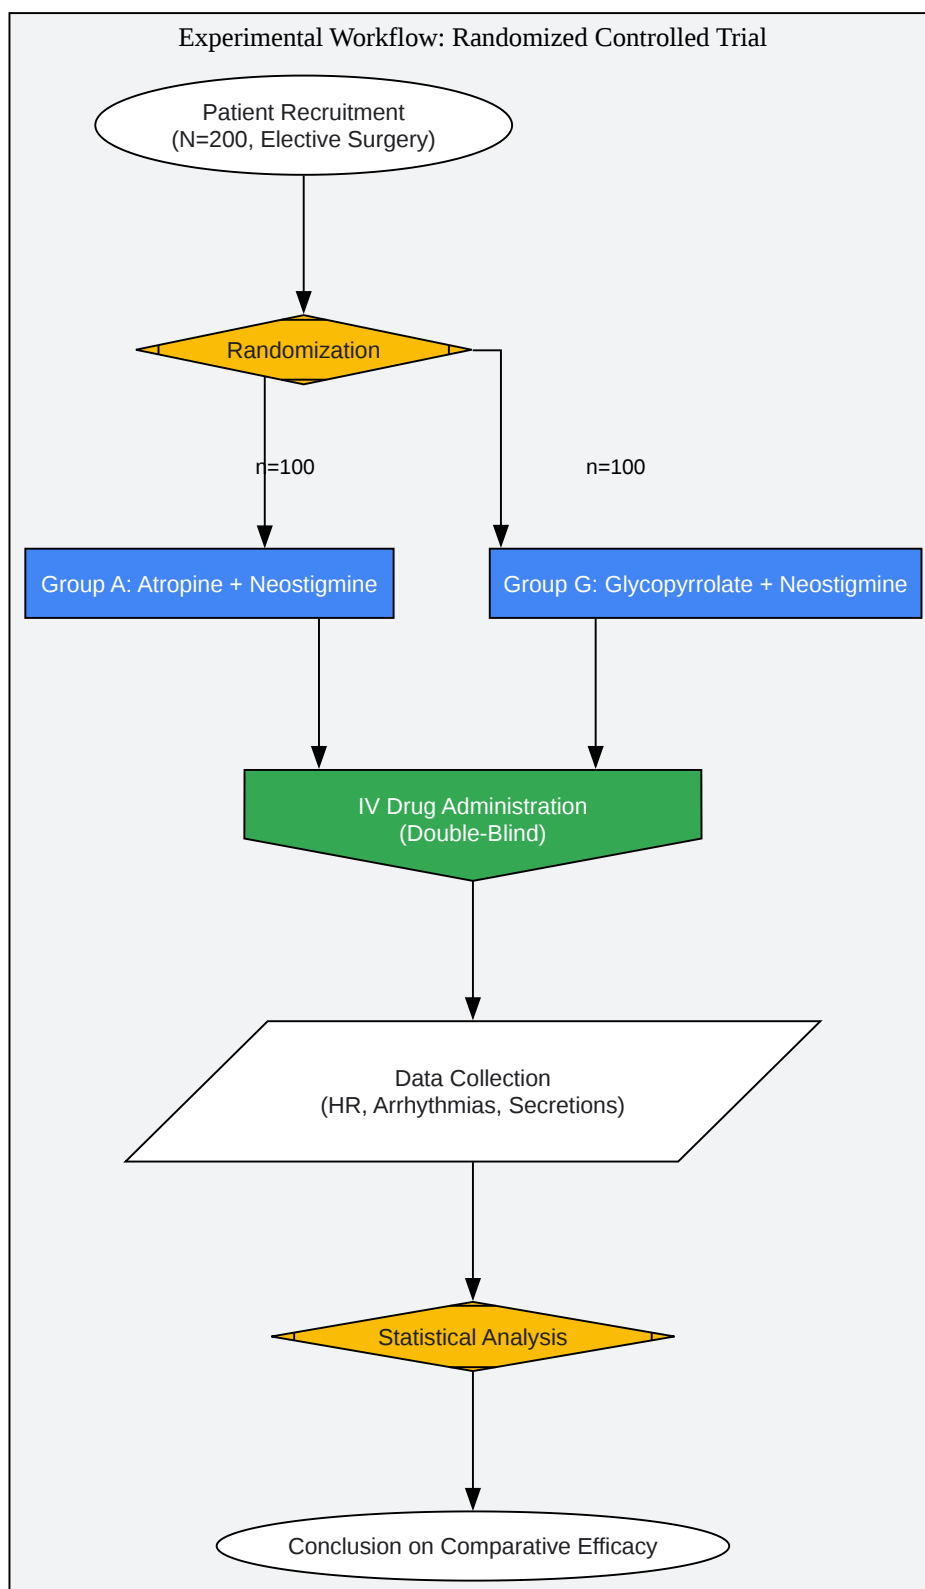 Experimental Workflow: Randomized Controlled Trial
Patient Recruitment
(N=200, Elective Surgery)
Randomization
n=100
n=100
Group A: Atropine + Neostigmine
Group G: Glycopyrrolate + Neostigmine
IV Drug Administration
(Double-Blind)
Data Collection
(HR, Arrhythmias, Secretions)
Statistical Analysis
Conclusion on Comparative Efficacy